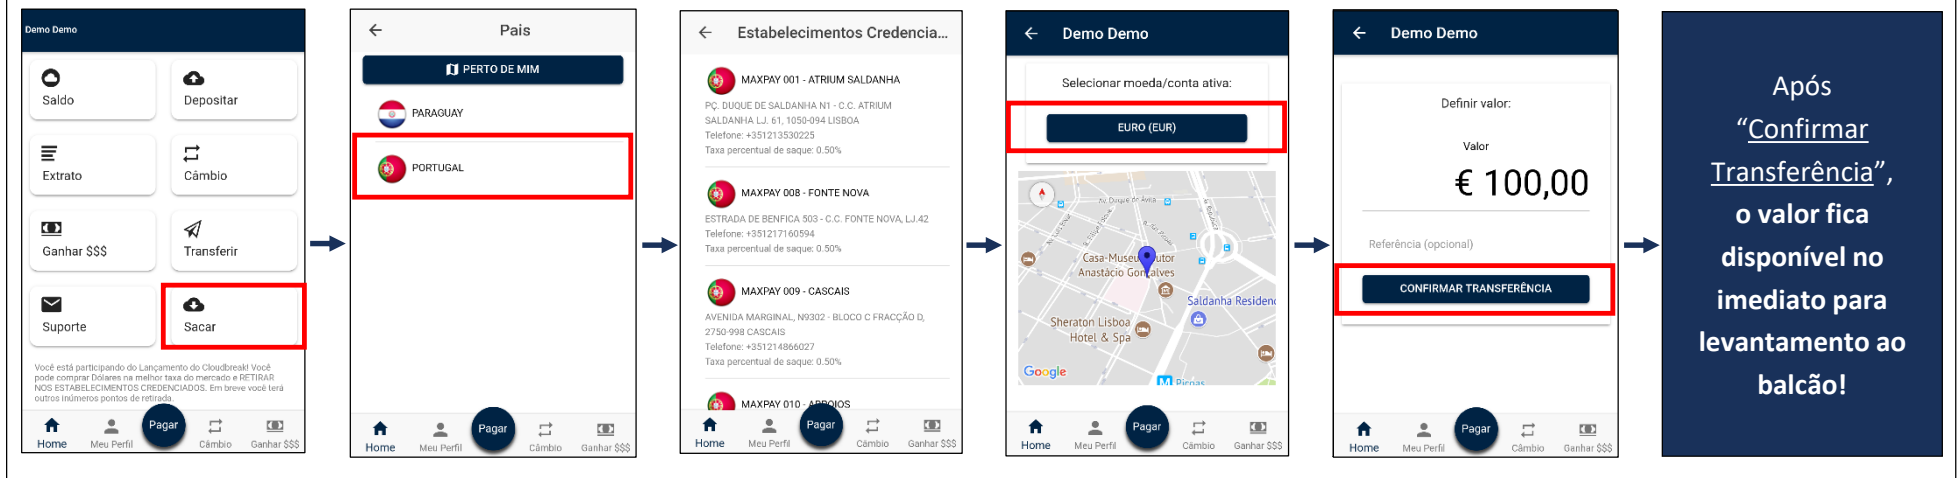 Demo Demo
Saldo
Depositar
Extrato
Câmbio
Ganhar $$$
Transferir
Suporte
Sacar
Você está participando do Lançamento do Cloudbreak! Você
pode comprar Dólares na melhor taxa do mercado e RETIRAR
NOS ESTABELECIMENTOS CREDENCIADOS. Em breve você terá
outros inúmeros pontos de retirada.
Home
Meu Perfil
Pagar
Câmbio
Ganhar $$$
Pais
PERTO DE MIM
PARAGUAY
PORTUGAL
Home
Meu Perfil
Pagar
Câmbio
Ganhar $$$
Estabelecimentos Credencia...
MAXPAY 001 - ATRIUM SALDANHA
PÇ. DUQUE DE SALDANHA N1 - C.C. ATRIUM
SALDANHA LJ. 61, 1050-094 LISBOA
Telefone: +351213530225
Taxa percentual de saque: 0.50%
MAXPAY 008 - FONTE NOVA
ESTRADA DE BENFICA 503 - C.C. FONTE NOVA, LJ.42
Telefone: +351217160594
Taxa percentual de saque: 0.50%
MAXPAY 009 - CASCAIS
AVENIDA MARGINAL, N9302 - BLOCO C FRACÇÃO D,
2750-998 CASCAIS
Telefone: +351214866027
Taxa percentual de saque: 0.50%
MAXPAY 010 - ARROIOS
Home
Meu Perfil
Pagar
Câmbio
Ganhar $$$
Demo Demo
Selecionar moeda/conta ativa:
EURO (EUR)
Av. Duque de Ávila
Casa-Museu
Anastácio Gonçalves
Saldanha Residenc
Sheraton Lisboa
Hotel & Spa
Google
Picoas
Home
Meu Perfil
Pagar
Câmbio
Ganhar $$$
Demo Demo
Definir valor:
Valor
€ 100,00
Referência (opcional)
CONFIRMAR TRANSFERÊNCIA
Home
Meu Perfil
Pagar
Câmbio
Ganhar $$$
Após
“Confirmar
Transferência”,
o valor fica
disponível no
imediato para
levantamento ao
balcão!